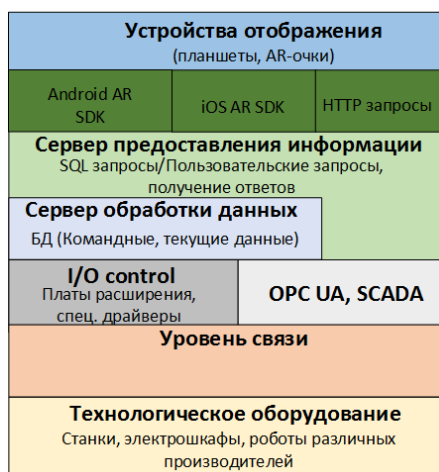 Устройства отображения
(планшеты, AR-очки)
Android AR
SDK
iOS AR SDK
HTTP запросы
Сервер предоставления информации
SQL запросы/Пользовательские запросы,
получение ответов
Сервер обработки данных
БД (Командные, текущие данные)
I/O control
Платы расширения,
спец. драйверы
OPC UA, SCADA
Уровень связи
Технологическое оборудование
Станки, электрошкафы, роботы различных
производителей